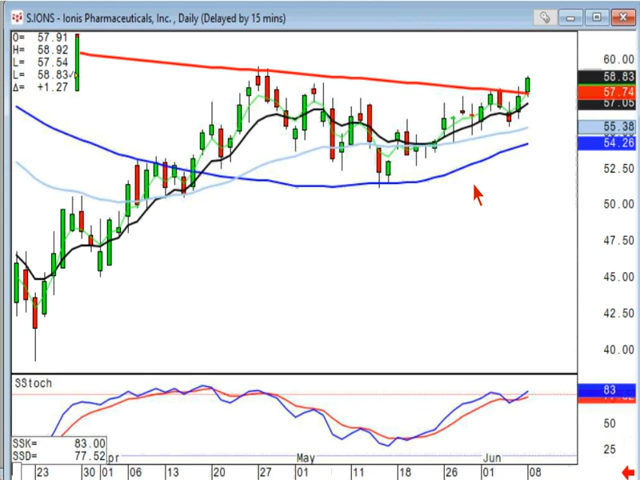 S.IONS - Ionis Pharmaceuticals, Inc. , Daily (Delayed by 15 mins)
O= 57.91
H= 58.92
L= 57.54
L= 58.83
Δ= +1.27
60.00
58.83
57.74
57.05
55.38
54.26
52.50
50.00
47.50
45.00
42.50
40.00
SStoch
83
50
25
SSK= 83.00
SSD= 77.52
23 30 01 pr 06 13 20 27 01 May 11 18 26 01 Jun 08